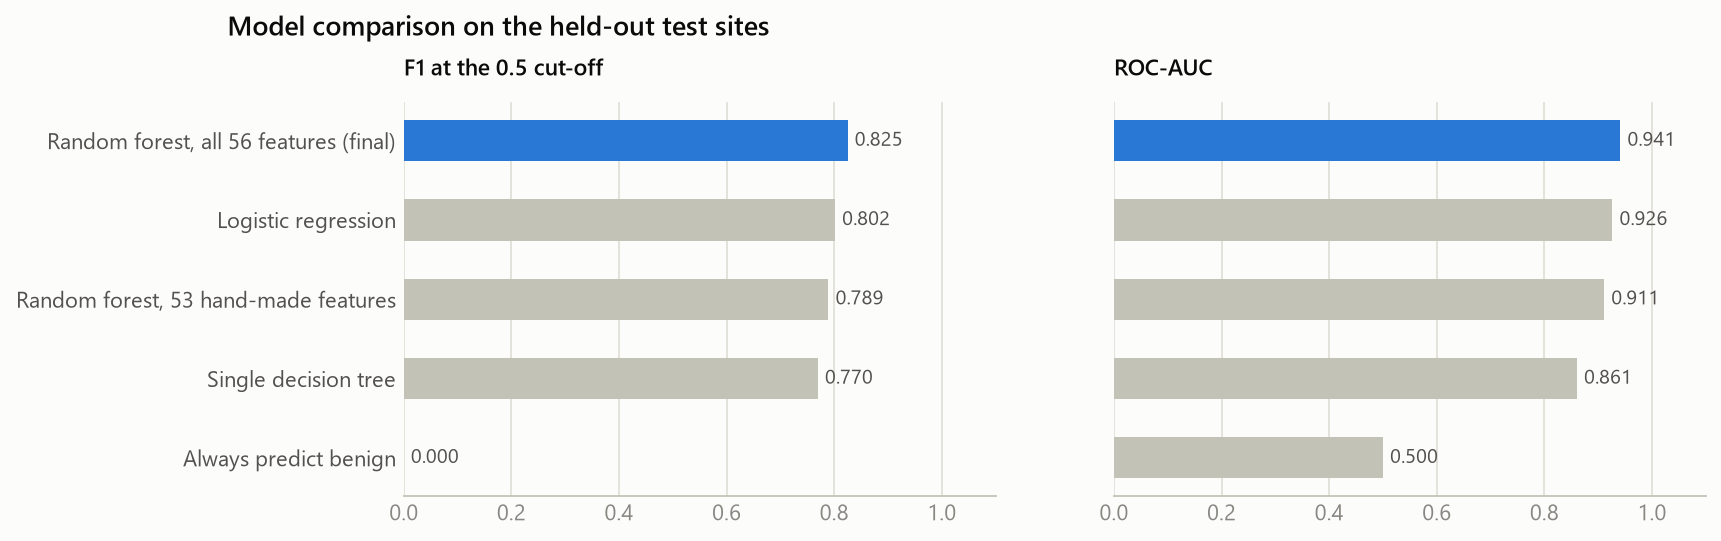 Model comparison on the held-out test sites
F1 at the 0.5 cut-off
Random forest, all 56 features (final) 0.825
Logistic regression 0.802
Random forest, 53 hand-made features 0.789
Single decision tree 0.770
Always predict benign 0.000
0.0 0.2 0.4 0.6 0.8 1.0
ROC-AUC
0.941
0.926
0.911
0.861
0.500
0.0 0.2 0.4 0.6 0.8 1.0